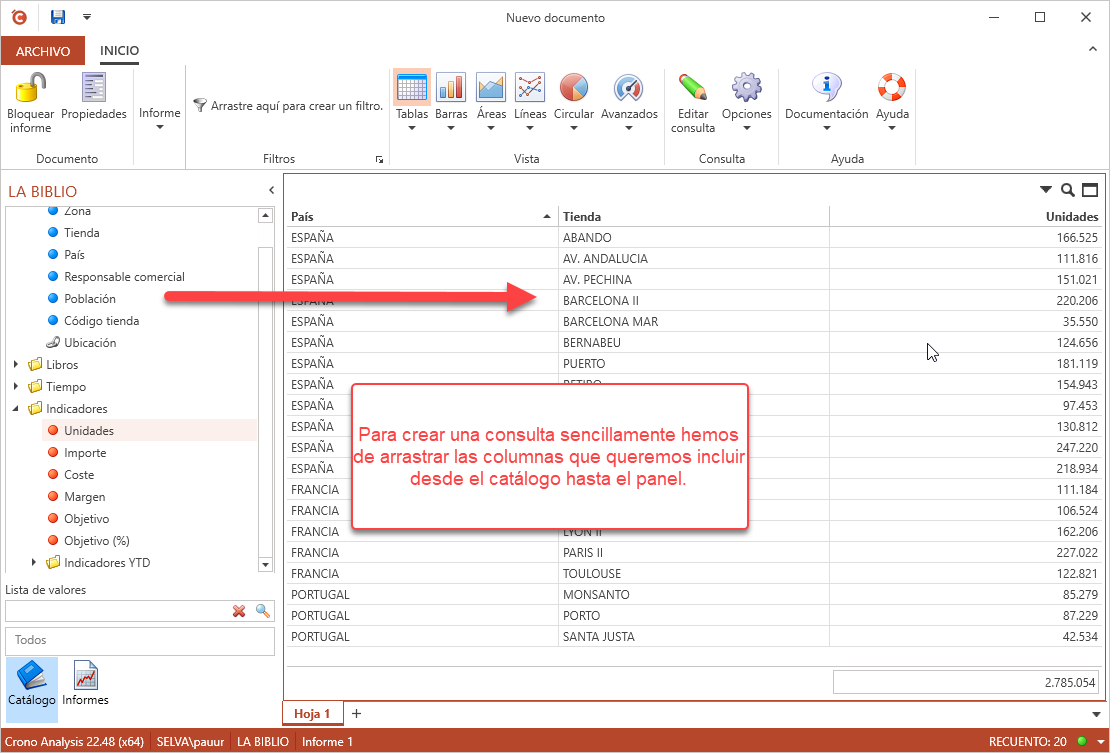 Nuevo documento
ARCHIVO INICIO
Bloquear informe
Propiedades
Documento
Informe
Arrastre aquí para crear un filtro.
Filtros
Tablas Barras Áreas Líneas Circular Avanzados
Vista
Editar consulta
Opciones
Consulta
Documentación Ayuda
Ayuda
LA BIBLIO
Zona
Tienda
País
Responsable comercial
Población
Código tienda
Ubicación
Libros
Tiempo
Indicadores
Unidades
Importe
Coste
Margen
Objetivo
Objetivo (%)
Indicadores YTD
Lista de valores
Todos
Catálogo Informes
País Tienda Unidades
ESPAÑA ABANDO 166.525
ESPAÑA AV. ANDALUCIA 111.816
ESPAÑA AV. PECHINA 151.021
ESPAÑA BARCELONA II 220.206
ESPAÑA BARCELONA MAR 35.550
ESPAÑA BERNABEU 124.656
ESPAÑA PUERTO 181.119
ESPAÑA RETIRO 154.943
ESPAÑA 97.453
ESPAÑA 130.812
ESPAÑA 247.220
ESPAÑA 218.934
FRANCIA 111.184
FRANCIA 106.524
FRANCIA LYON II 162.206
FRANCIA PARIS II 227.022
FRANCIA TOULOUSE 122.821
PORTUGAL MONSANTO 85.279
PORTUGAL PORTO 87.229
PORTUGAL SANTA JUSTA 42.534
2.785.054
Para crear una consulta sencillamente hemos
de arrastrar las columnas que queremos incluir
desde el catálogo hasta el panel.
Hoja 1 +
Crono Analysis 22.48 (x64) SELVA\pauur LA BIBLIO Informe 1 RECUENTO: 20